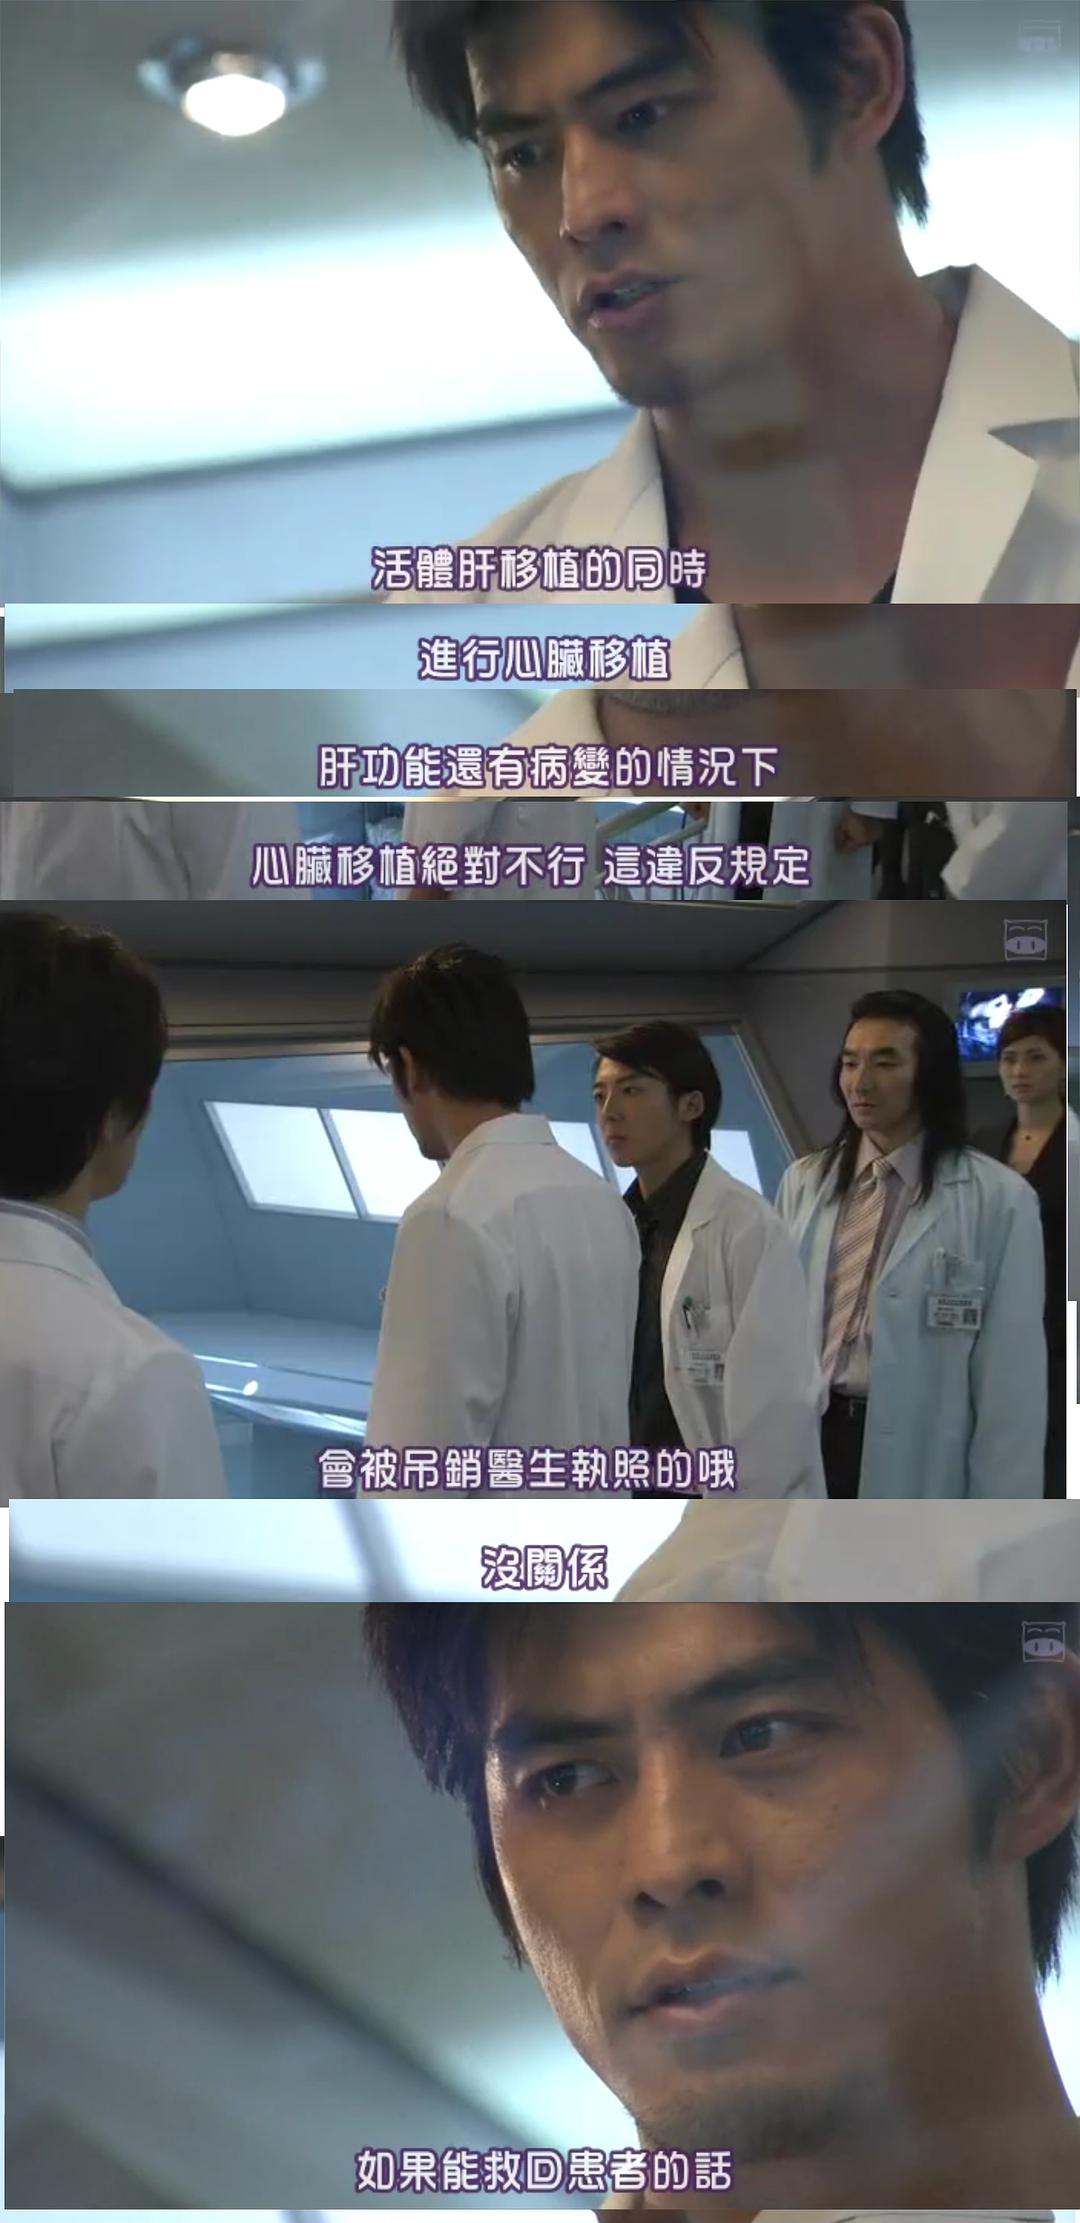 活體肝移植的同時
進行心臟移植
肝功能還有病變的情況下
心臟移植絕對不行 這違反規定
會被吊銷醫生執照的哦
沒關係
如果能救回患者的話